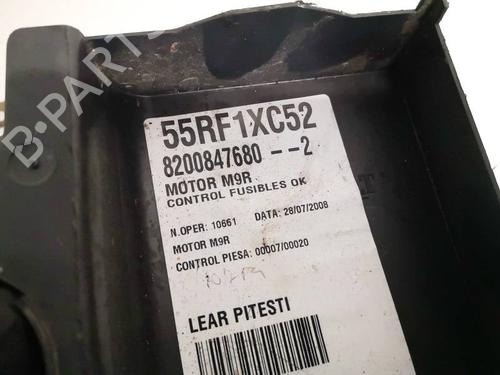 55RF1XC52
8200847680 --2
MOTOR M9R
CONTROL FUSIBLES OK
N.OPER: 10661 DATA: 28/07/2008
MOTOR M9R
CONTROL PIESA: 00007/00020
LEAR PITESTI